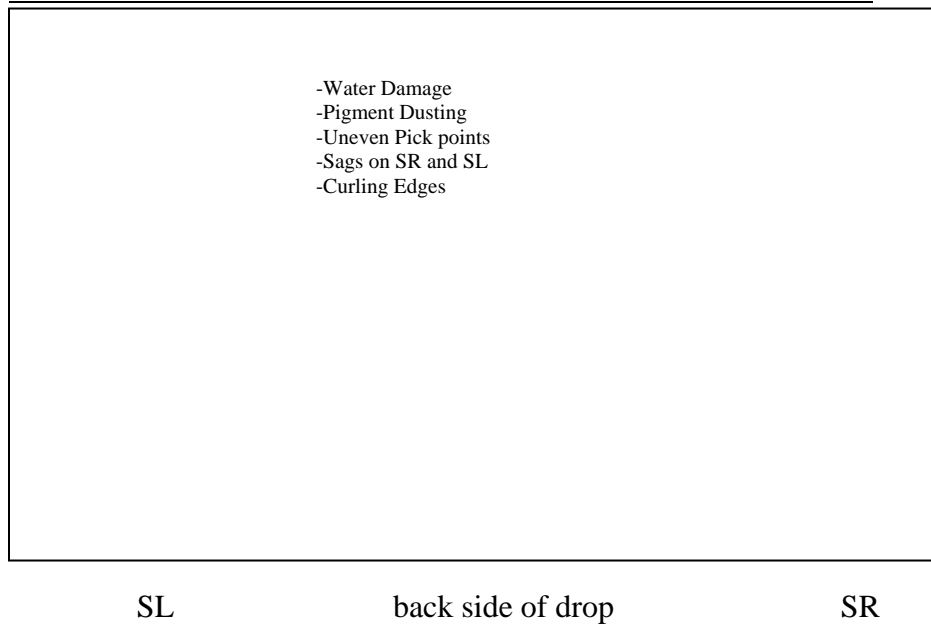 -Water Damage
-Pigment Dusting
-Uneven Pick points
-Sags on SR and SL
-Curling Edges
SL back side of drop SR